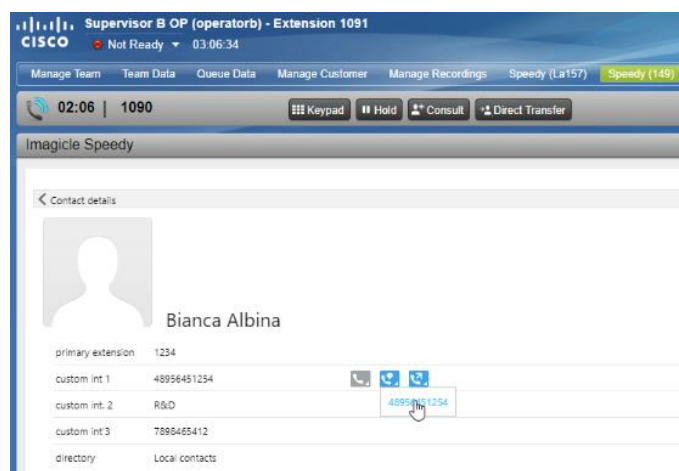 Supervisor B OP (operatorb) - Extension 1091
CISCO Not Ready 03:06:34
Manage Team Team Data Queue Data Manage Customer Manage Recordings Speedy (La157) Speedy (149)
02:06 | 1090 Keypad Hold Consult Direct Transfer
Imagicle Speedy
Contact details
Bianca Albina
primary extension 1234
custom int 1 48956451254
48956451254
custom int. 2 R&D
custom int'3 7898465412
directory Local contacts